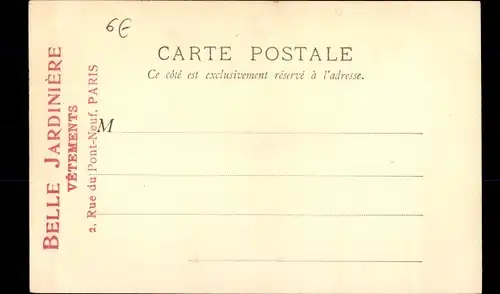 6€
CARTE POSTALE
Ce côté est exclusivement réservé à l'adresse.
M
BELLE JARDINIÈRE
VÊTEMENTS
2, Rue du Pont-Neuf, PARIS